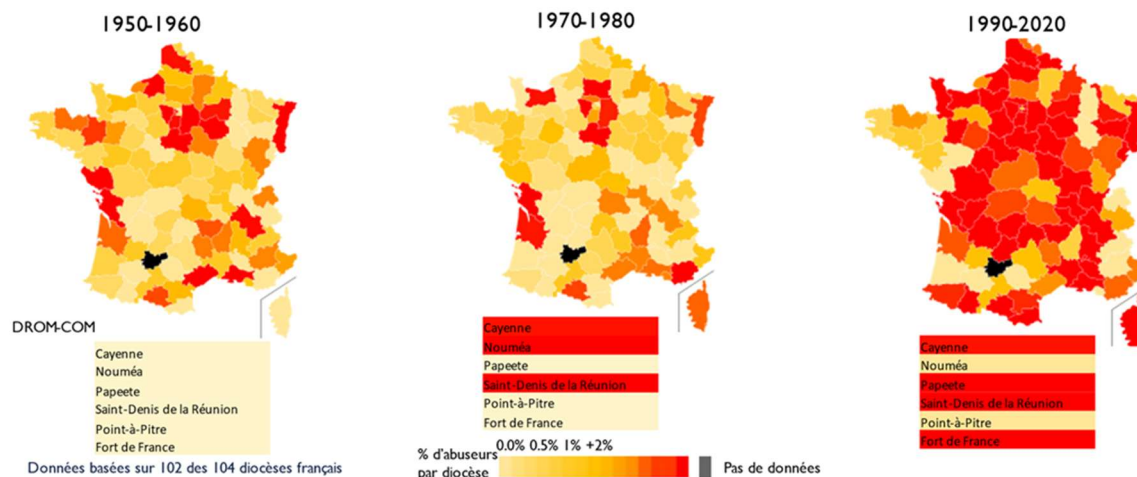 1950-1960
1970-1980
1990-2020
DROM-COM
Cayenne
Nouméa
Papeete
Saint-Denis de la Réunion
Point-à-Pitre
Fort de France
Cayenne
Nouméa
Papeete
Saint-Denis de la Réunion
Point-à-Pitre
Fort de France
Cayenne
Nouméa
Papeete
Saint-Denis de la Réunion
Point-à-Pitre
Fort de France
Données basées sur 102 des 104 diocèses français
% d'abuseurs
par diocèse
0.0% 0.5% 1% +2%
Pas de données